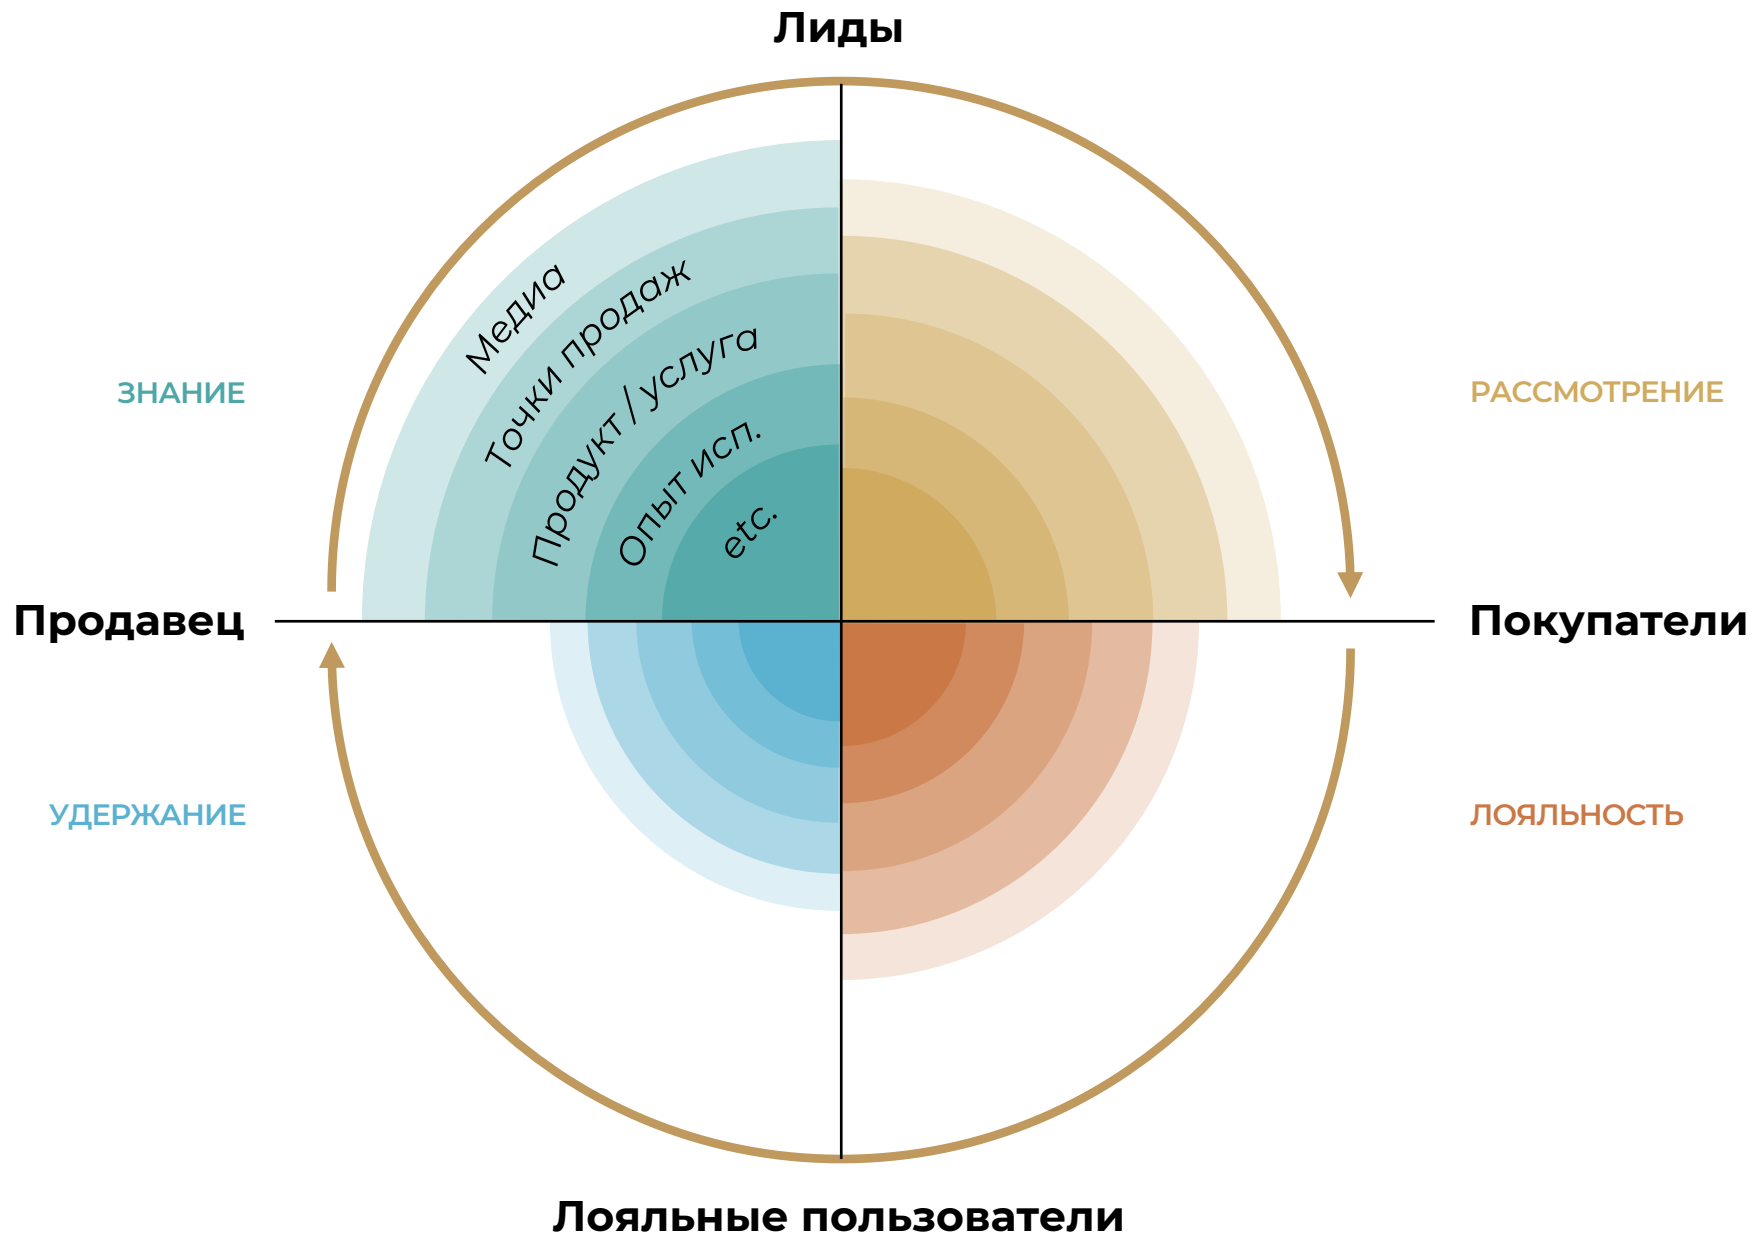 Лиды
Медиа
Точки продаж
Продукт / услуга
Опыт исп.
etc.
ЗНАНИЕ
РАССМОТРЕНИЕ
Продавец
Покупатели
УДЕРЖАНИЕ
ЛОЯЛЬНОСТЬ
Лояльные пользователи